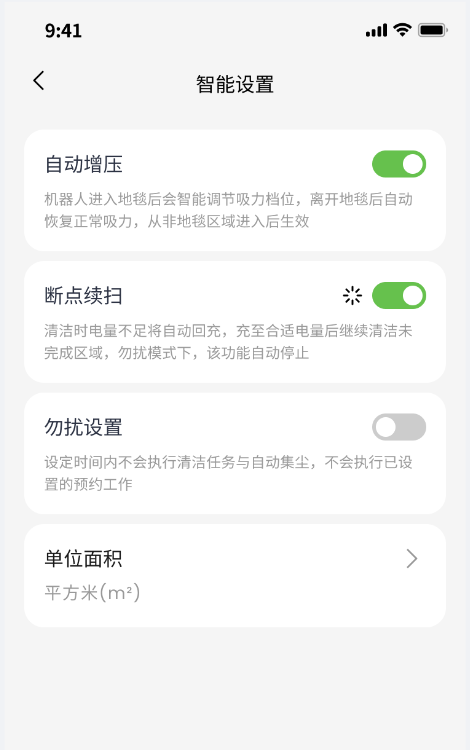 9:41
智能设置
自动增压
机器人进入地毯后会智能调节吸力档位，离开地毯后自动
恢复正常吸力，从非地毯区域进入后生效
断点续扫
清洁时电量不足将自动回充，充至合适电量后继续清洁未
完成区域，勿扰模式下，该功能自动停止
勿扰设置
设定时间内不会执行清洁任务与自动集尘，不会执行已设
置的预约工作
单位面积
平方米(m²)